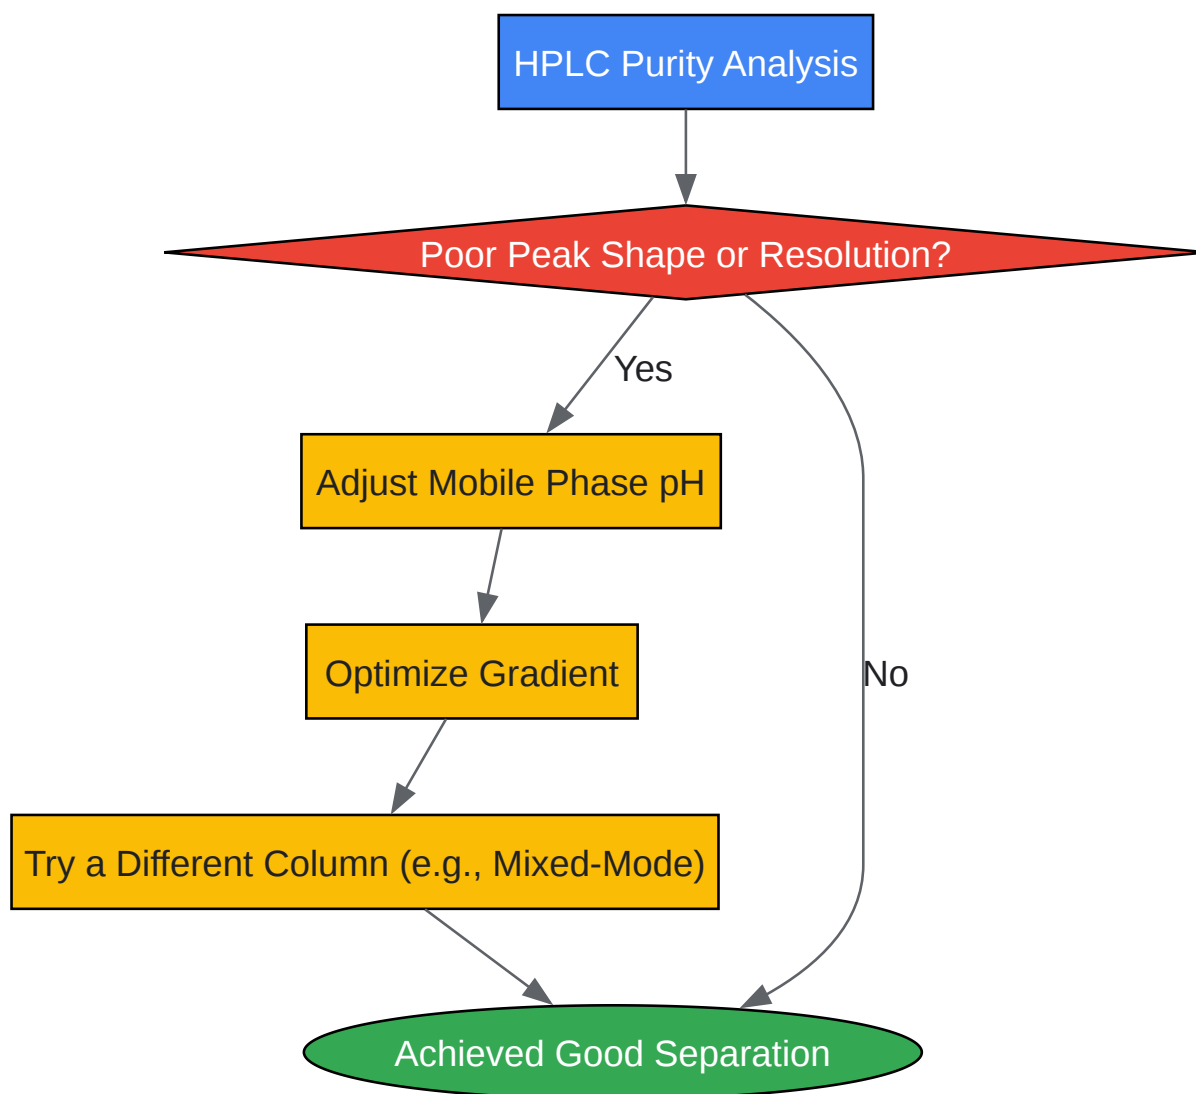 HPLC Purity Analysis
Poor Peak Shape or Resolution?
Yes
Adjust Mobile Phase pH
Optimize Gradient
No
Try a Different Column (e.g., Mixed-Mode)
Achieved Good Separation